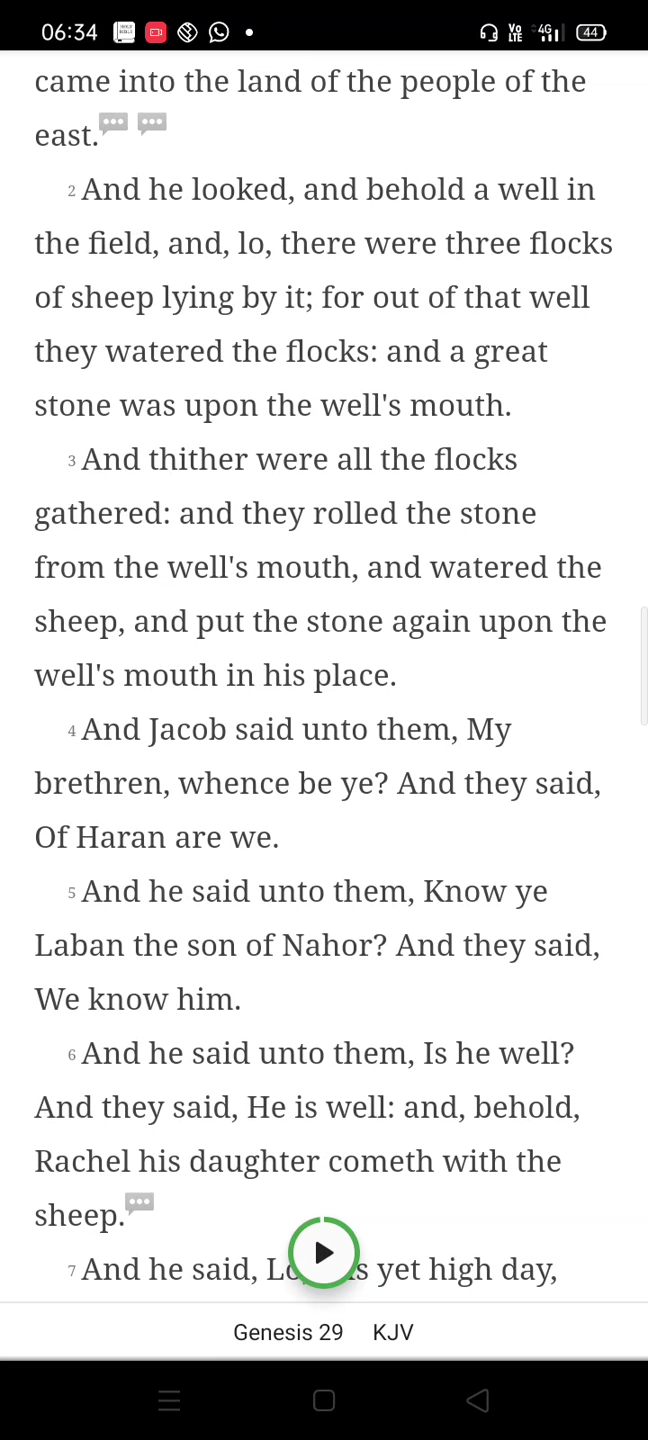 06:34 Vo LTE 4G 44
came into the land of the people of the
east.
2 And he looked, and behold a well in
the field, and, lo, there were three flocks
of sheep lying by it; for out of that well
they watered the flocks: and a great
stone was upon the well's mouth.
3 And thither were all the flocks
gathered: and they rolled the stone
from the well's mouth, and watered the
sheep, and put the stone again upon the
well's mouth in his place.
4 And Jacob said unto them, My
brethren, whence be ye? And they said,
Of Haran are we.
5 And he said unto them, Know ye
Laban the son of Nahor? And they said,
We know him.
6 And he said unto them, Is he well?
And they said, He is well: and, behold,
Rachel his daughter cometh with the
sheep.
7 And he said, yet high day,
Genesis 29 KJV